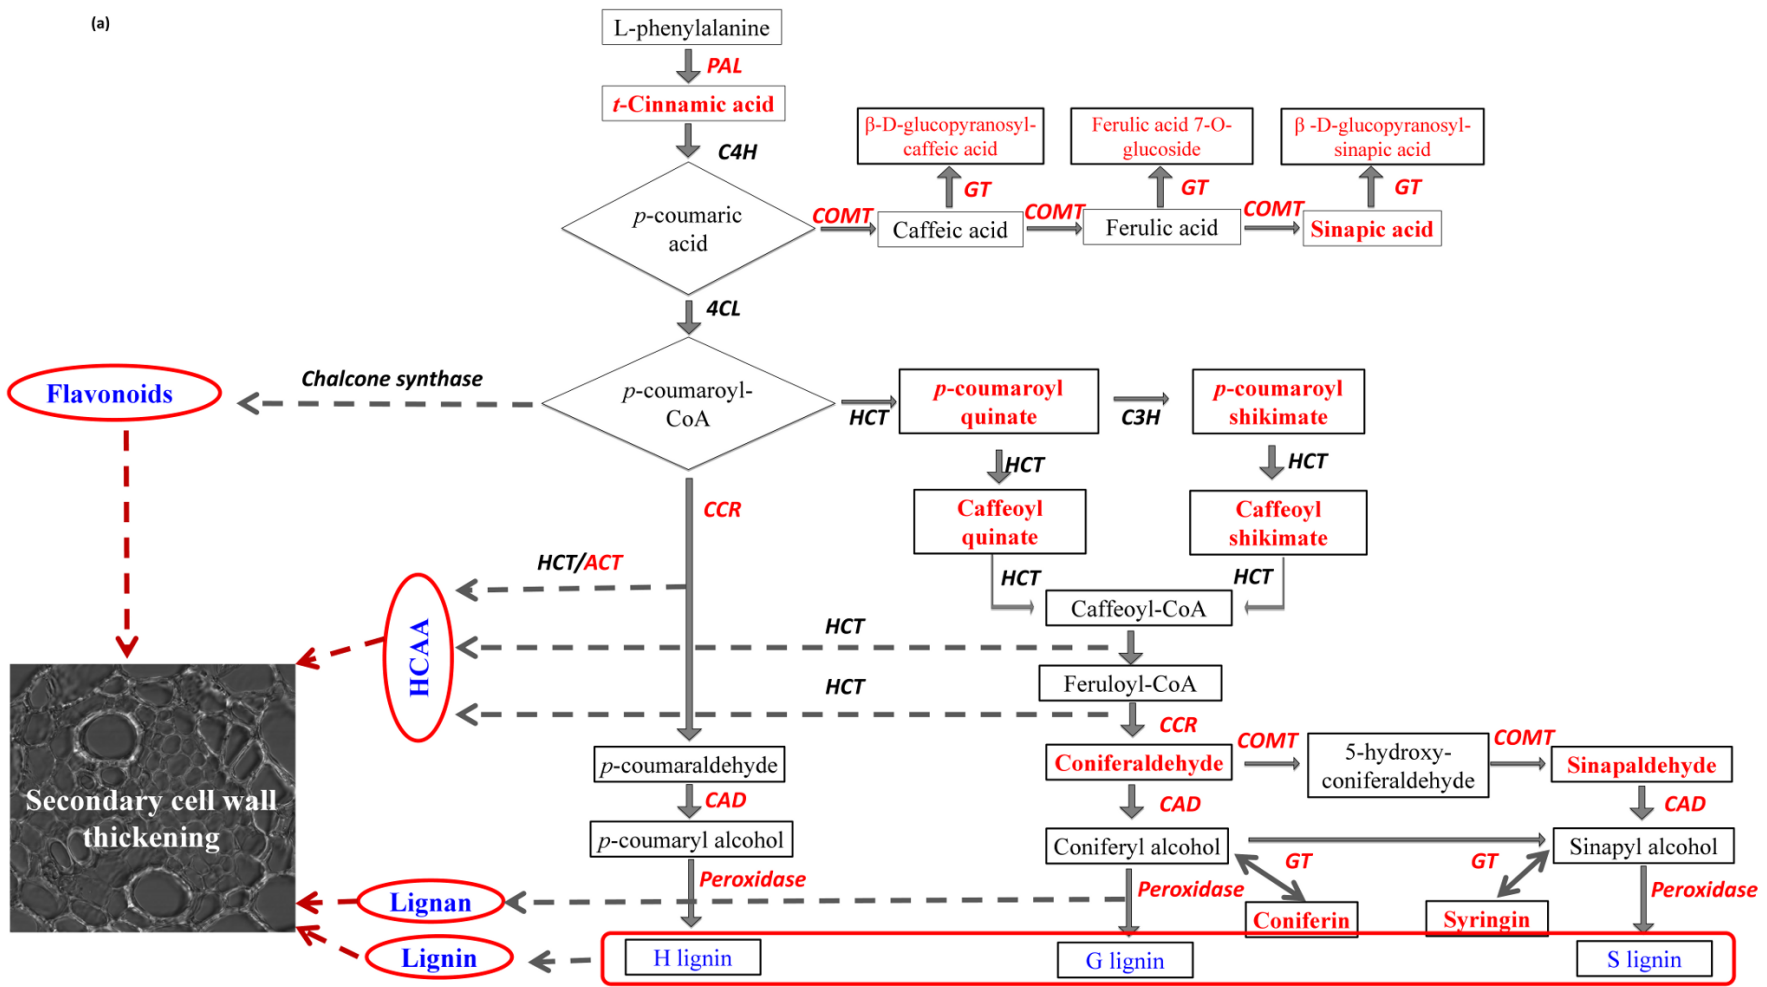 (a)
L-phenylalanine
PAL
t-Cinnamic acid
C4H
β-D-glucopyranosyl-
caffeic acid
Ferulic acid 7-O-
glucoside
β -D-glucopyranosyl-
sinapic acid
GT
GT
GT
p-coumaric
acid
COMT
Caffeic acid
COMT
Ferulic acid
COMT
Sinapic acid
4CL
Flavonoids
Chalcone synthase
p-coumaroyl-
CoA
HCT
p-coumaroyl
quinate
C3H
p-coumaroyl
shikimate
HCT
HCT
CCR
Caffeoyl
quinate
Caffeoyl
shikimate
HCT/ACT
HCT
HCT
Caffeoyl-CoA
HCAA
HCT
Feruloyl-CoA
HCT
CCR
p-coumaraldehyde
Coniferaldehyde
COMT
5-hydroxy-
coniferaldehyde
COMT
Sinapaldehyde
Secondary cell wall
thickening
CAD
CAD
CAD
p-coumaryl alcohol
Coniferyl alcohol
Sinapyl alcohol
GT
GT
Peroxidase
Peroxidase
Peroxidase
Lignan
Coniferin
Syringin
Lignin
H lignin
G lignin
S lignin